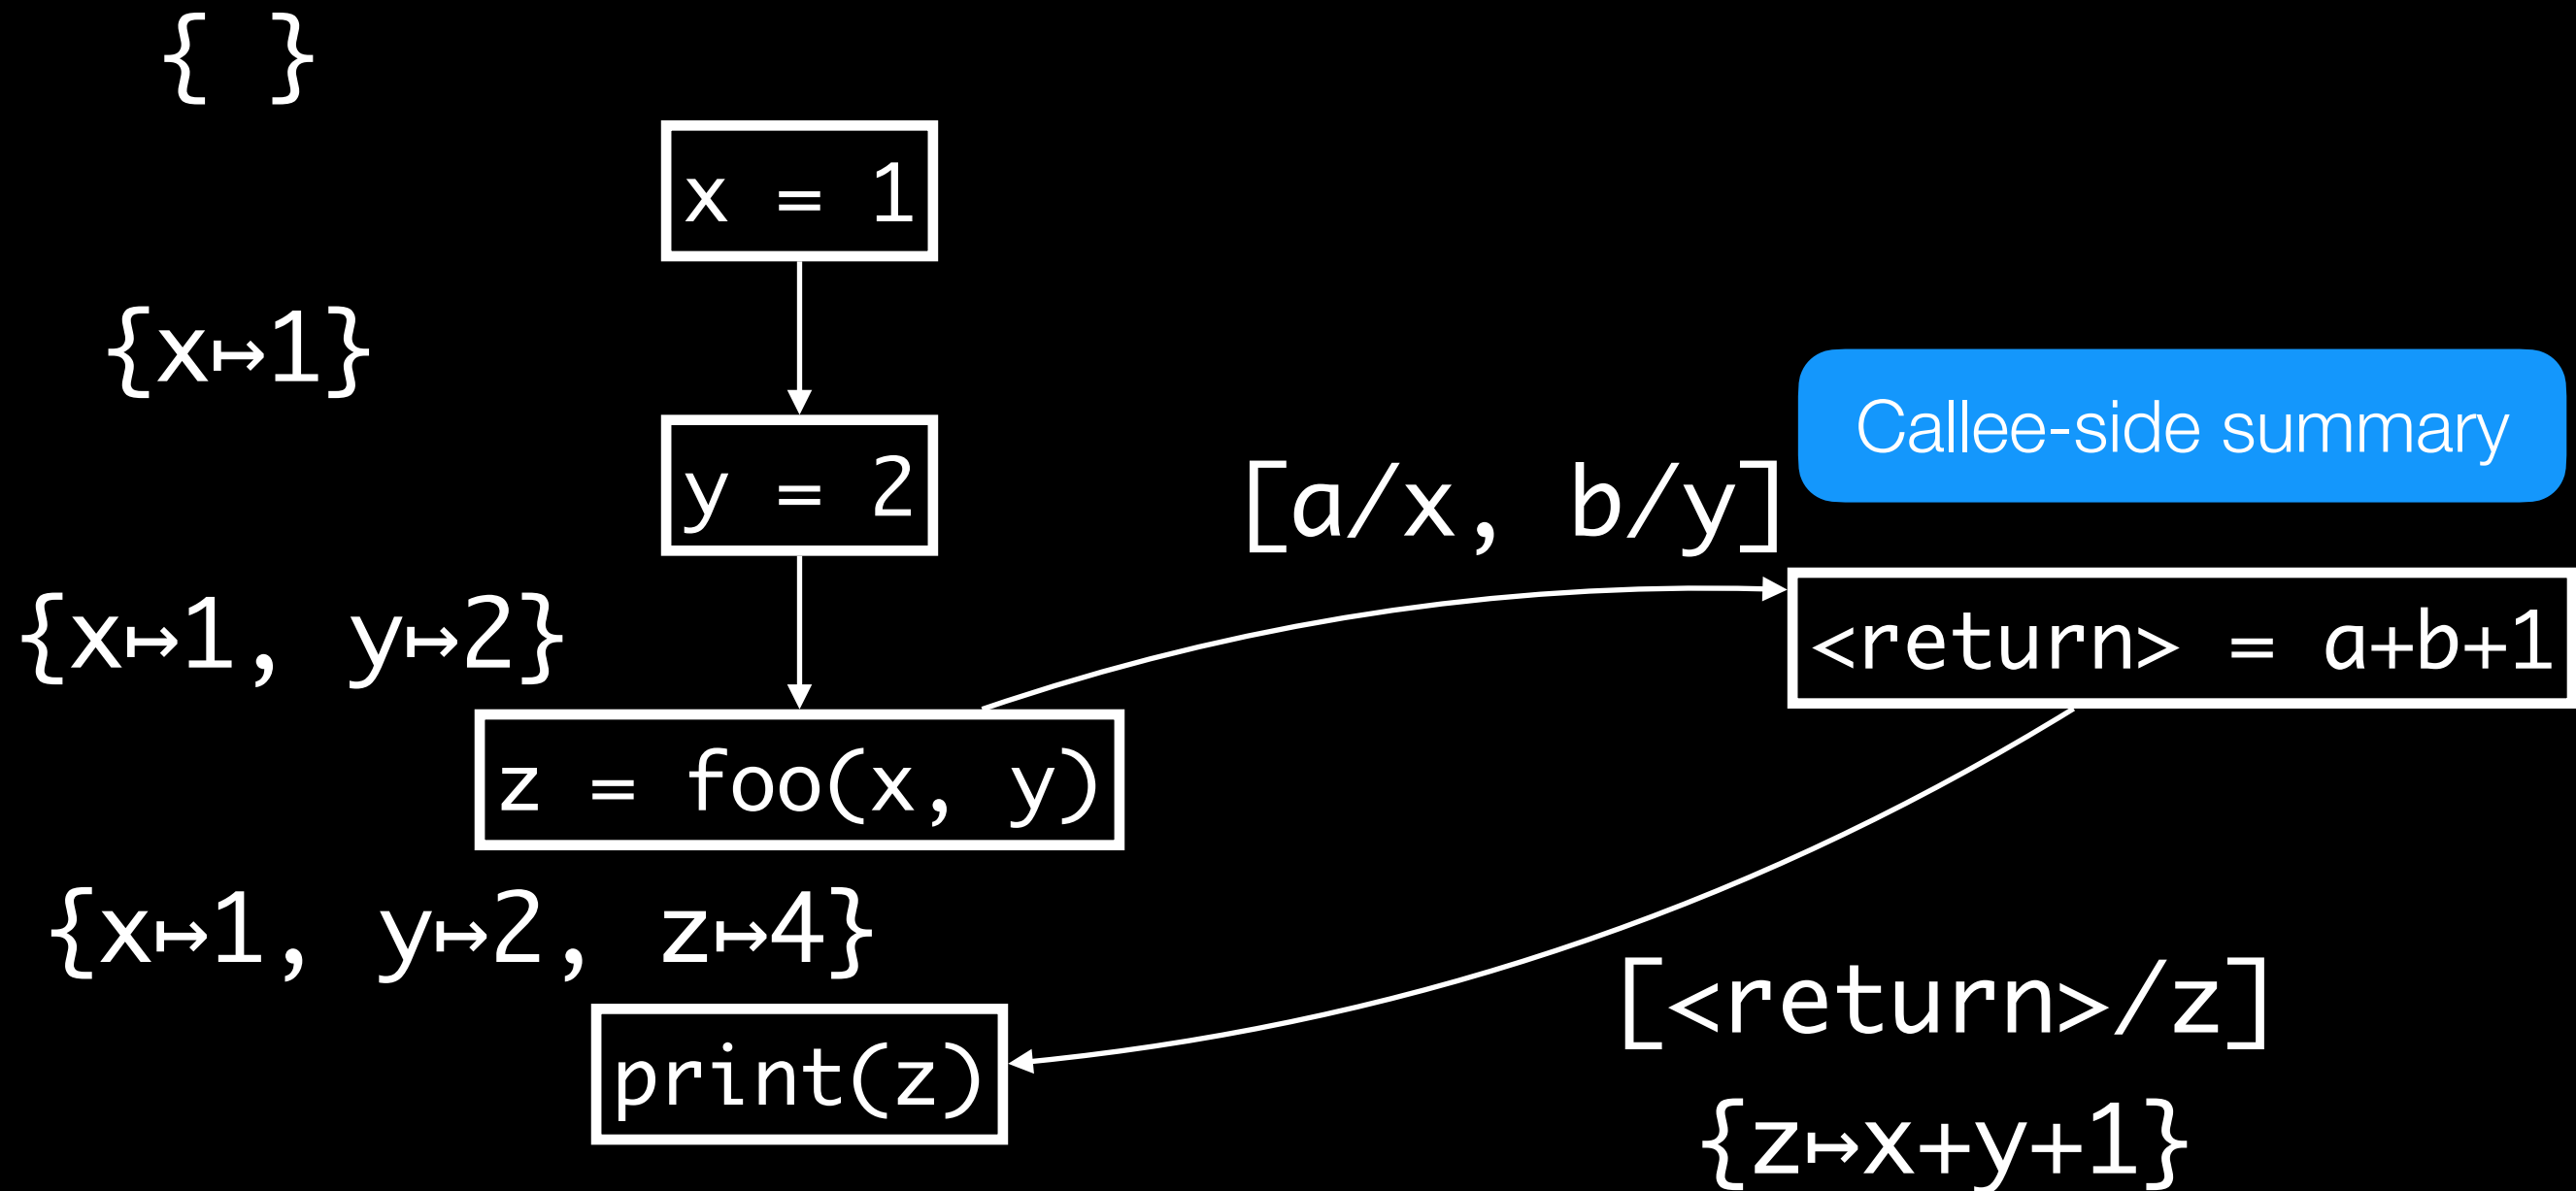 { }
x = 1
{x↦1}
Callee-side summary
y = 2
[a/x, b/y]
{x↦1, y↦2}
<return> = a+b+1
z = foo(x, y)
{x↦1, y↦2, z↦4}
[<return>/z]
print(z)
{z↦x+y+1}